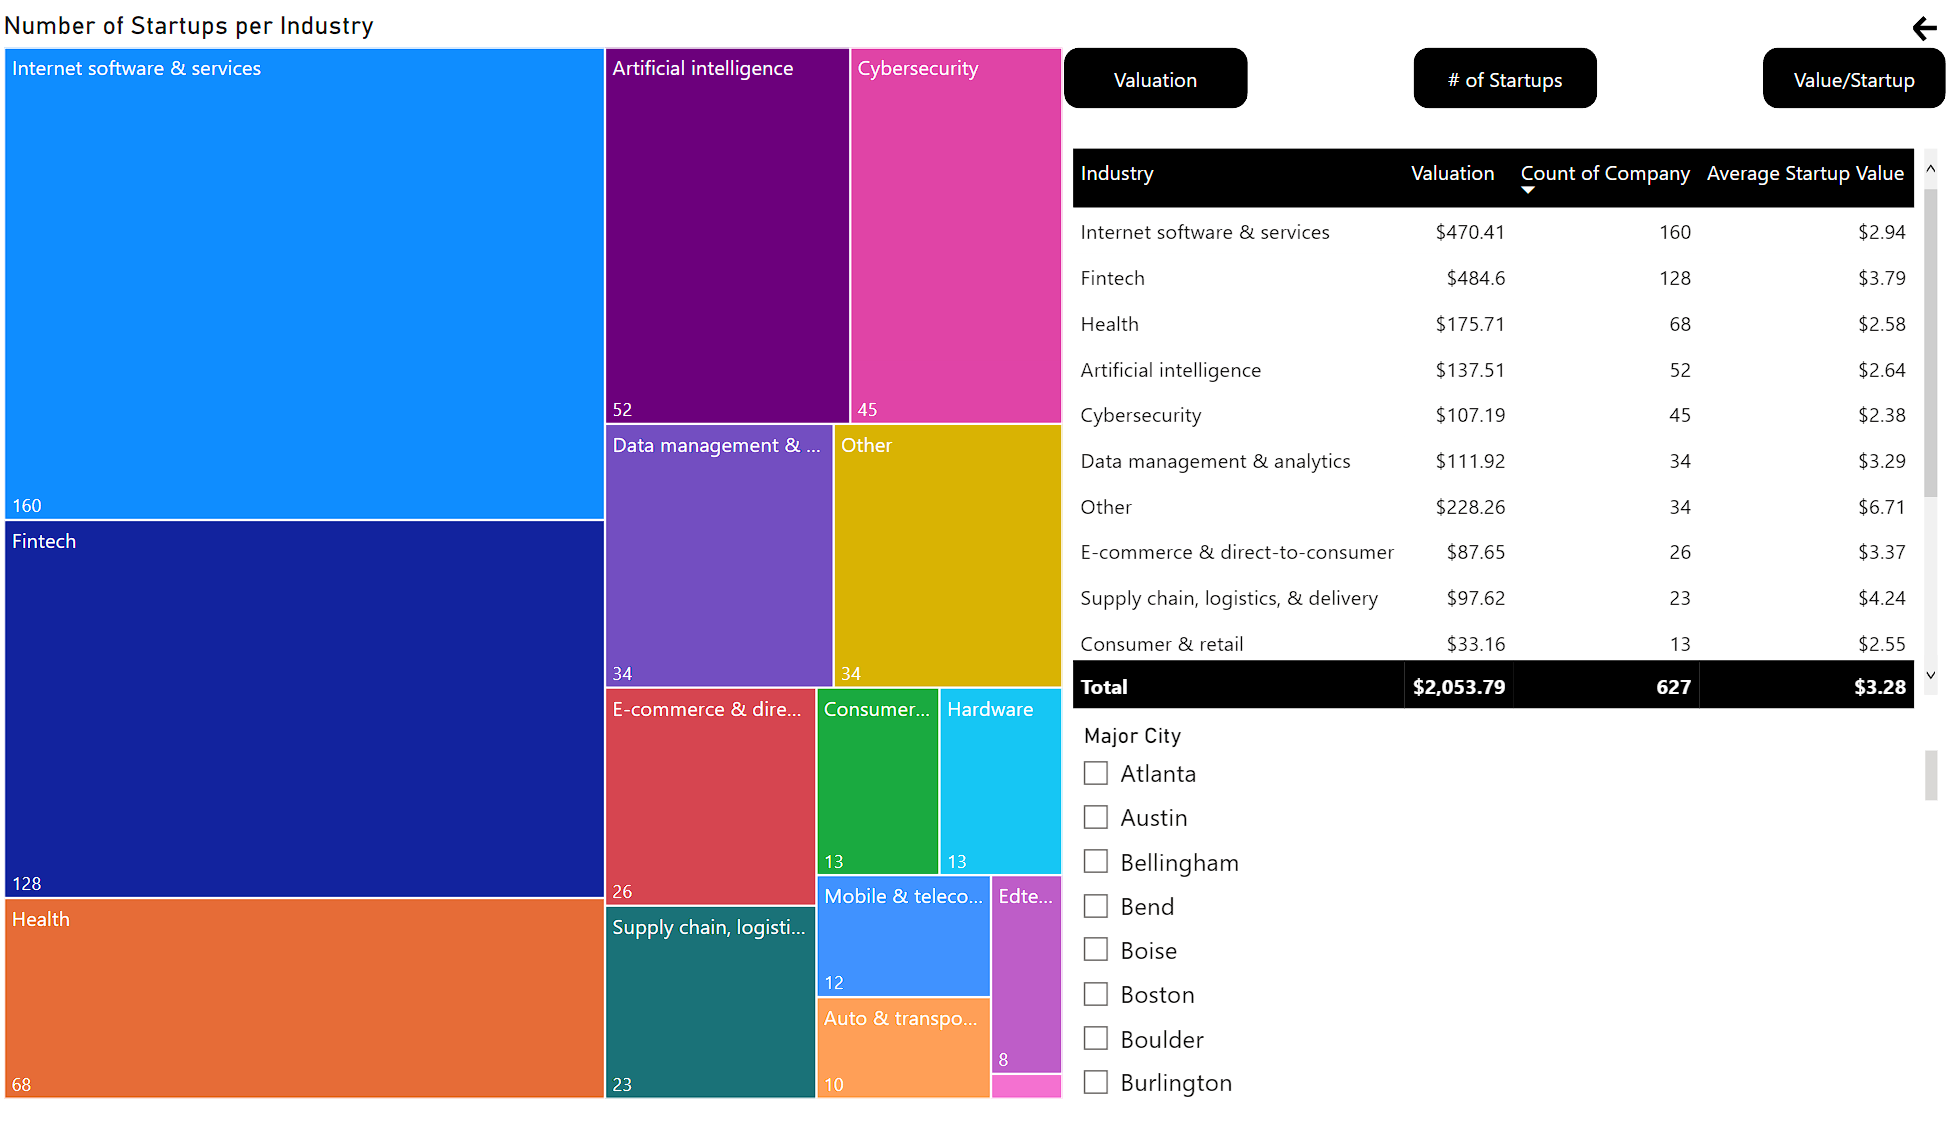 Number of Startups per Industry
Internet software & services
160
Fintech
128
Health
68
Artificial intelligence
52
Cybersecurity
45
Data management & ...
34
Other
34
E-commerce & dire...
26
Supply chain, logisti...
23
Consumer...
13
Hardware
13
Mobile & teleco...
12
Auto & transpo...
10
Edte...
8
Valuation
# of Startups
Value/Startup
Industry Valuation Count of Company Average Startup Value
Internet software & services $470.41 160 $2.94
Fintech $484.6 128 $3.79
Health $175.71 68 $2.58
Artificial intelligence $137.51 52 $2.64
Cybersecurity $107.19 45 $2.38
Data management & analytics $111.92 34 $3.29
Other $228.26 34 $6.71
E-commerce & direct-to-consumer $87.65 26 $3.37
Supply chain, logistics, & delivery $97.62 23 $4.24
Consumer & retail $33.16 13 $2.55
Total $2,053.79 627 $3.28
Major City
Atlanta
Austin
Bellingham
Bend
Boise
Boston
Boulder
Burlington